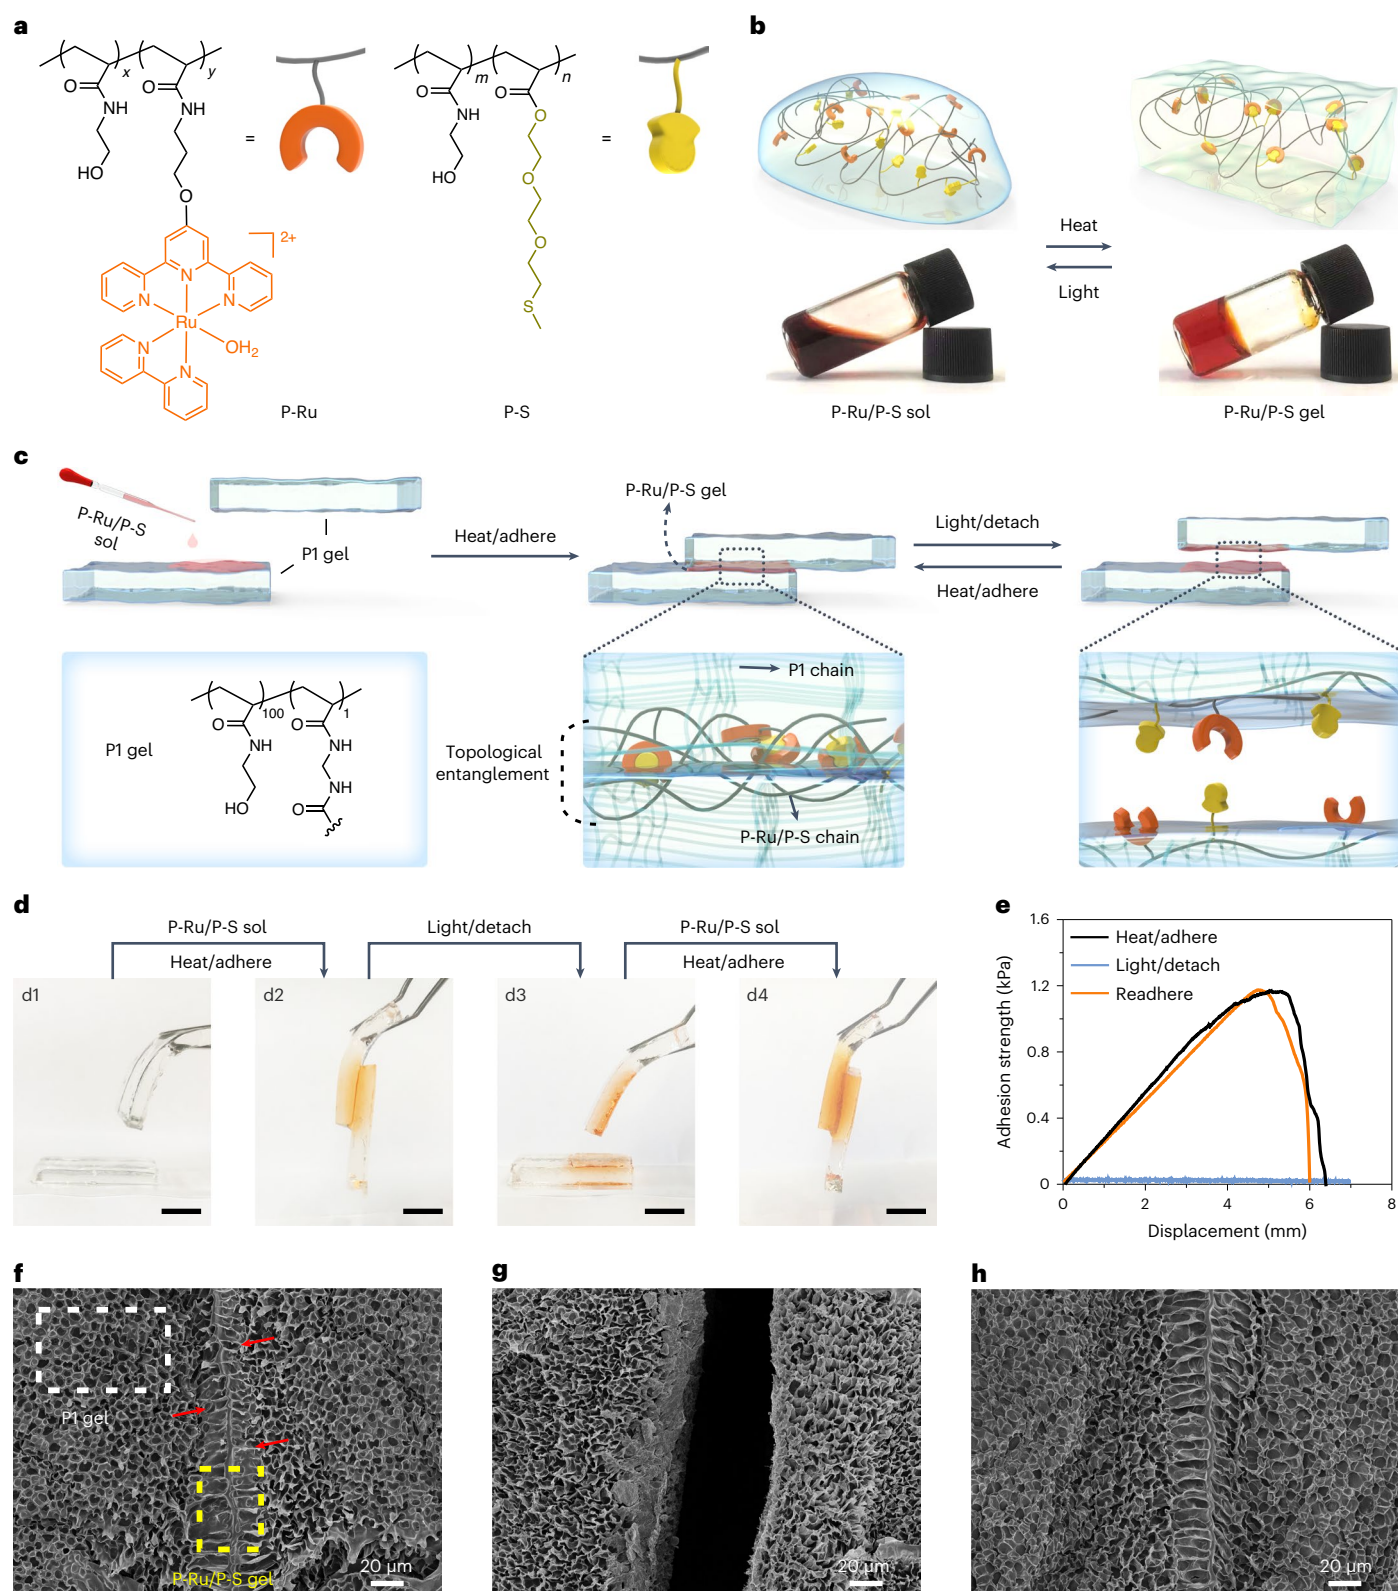 a
x
y
O
NH
O
NH
HO
O
2+
N
N
N
Ru
N
OH2
N
=
P-Ru
m
n
O
NH
O
O
HO
O
O
S
=
P-S
b
Heat
Light
P-Ru/P-S sol
P-Ru/P-S gel
c
P-Ru/P-S
sol
P1 gel
Heat/adhere
P-Ru/P-S gel
Light/detach
Heat/adhere
P1 gel
100
1
O
NH
O
NH
HO
NH
O
Topological
entanglement
P1 chain
P-Ru/P-S chain
d
P-Ru/P-S sol
Heat/adhere
Light/detach
P-Ru/P-S sol
Heat/adhere
d1
d2
d3
d4
e
Adhesion strength (kPa)
1.6
1.2
0.8
0.4
0
Heat/adhere
Light/detach
Readhere
0
2
4
6
8
Displacement (mm)
f
P1 gel
P-Ru/P-S gel
20 μm
g
20 μm
h
20 μm